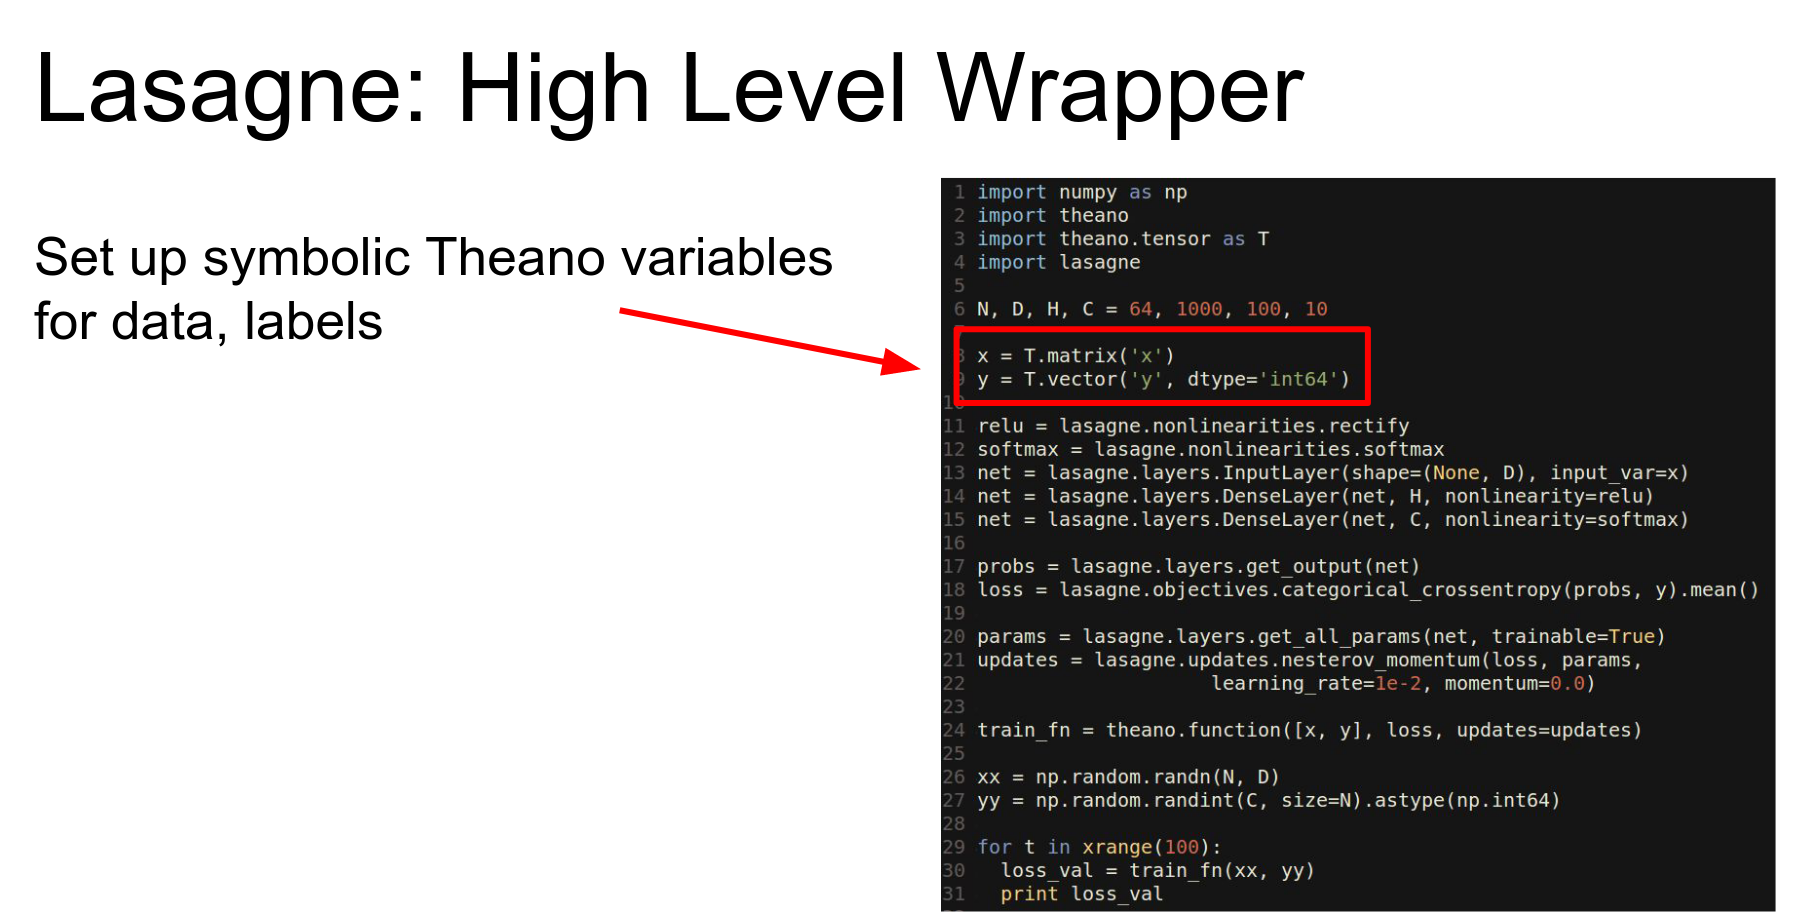 Lasagne: High Level Wrapper
Set up symbolic Theano variables
for data, labels
1 import numpy as np
2 import theano
3 import theano.tensor as T
4 import lasagne
5
6 N, D, H, C = 64, 1000, 100, 10
8 x = T.matrix('x')
9 y = T.vector('y', dtype='int64')
10
11 relu = lasagne.nonlinearities.rectify
12 softmax = lasagne.nonlinearities.softmax
13 net = lasagne.layers.InputLayer(shape=(None, D), input_var=x)
14 net = lasagne.layers.DenseLayer(net, H, nonlinearity=relu)
15 net = lasagne.layers.DenseLayer(net, C, nonlinearity=softmax)
16
17 probs = lasagne.layers.get_output(net)
18 loss = lasagne.objectives.categorical_crossentropy(probs, y).mean()
19
20 params = lasagne.layers.get_all_params(net, trainable=True)
21 updates = lasagne.updates.nesterov_momentum(loss, params,
22                     learning_rate=1e-2, momentum=0.0)
23
24 train_fn = theano.function([x, y], loss, updates=updates)
25
26 xx = np.random.randn(N, D)
27 yy = np.random.randint(C, size=N).astype(np.int64)
28
29 for t in xrange(100):
30   loss_val = train_fn(xx, yy)
31   print loss_val